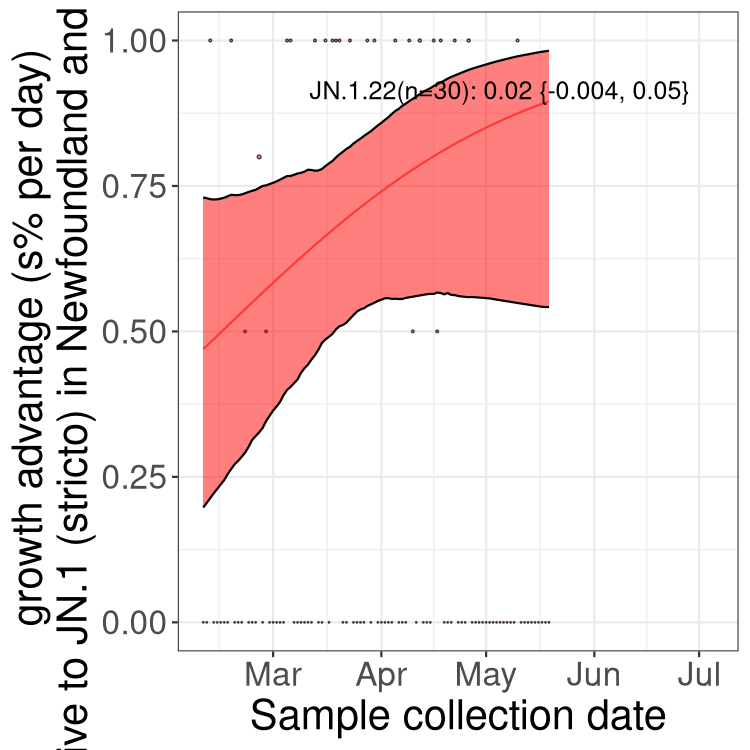 growth advantage (s% per day)
ive to JN.1 (stricto) in Newfoundland and
1.00
0.75
0.50
0.25
0.00
JN.1.22(n=30): 0.02 {-0.004, 0.05}
Mar Apr May Jun Jul
Sample collection date